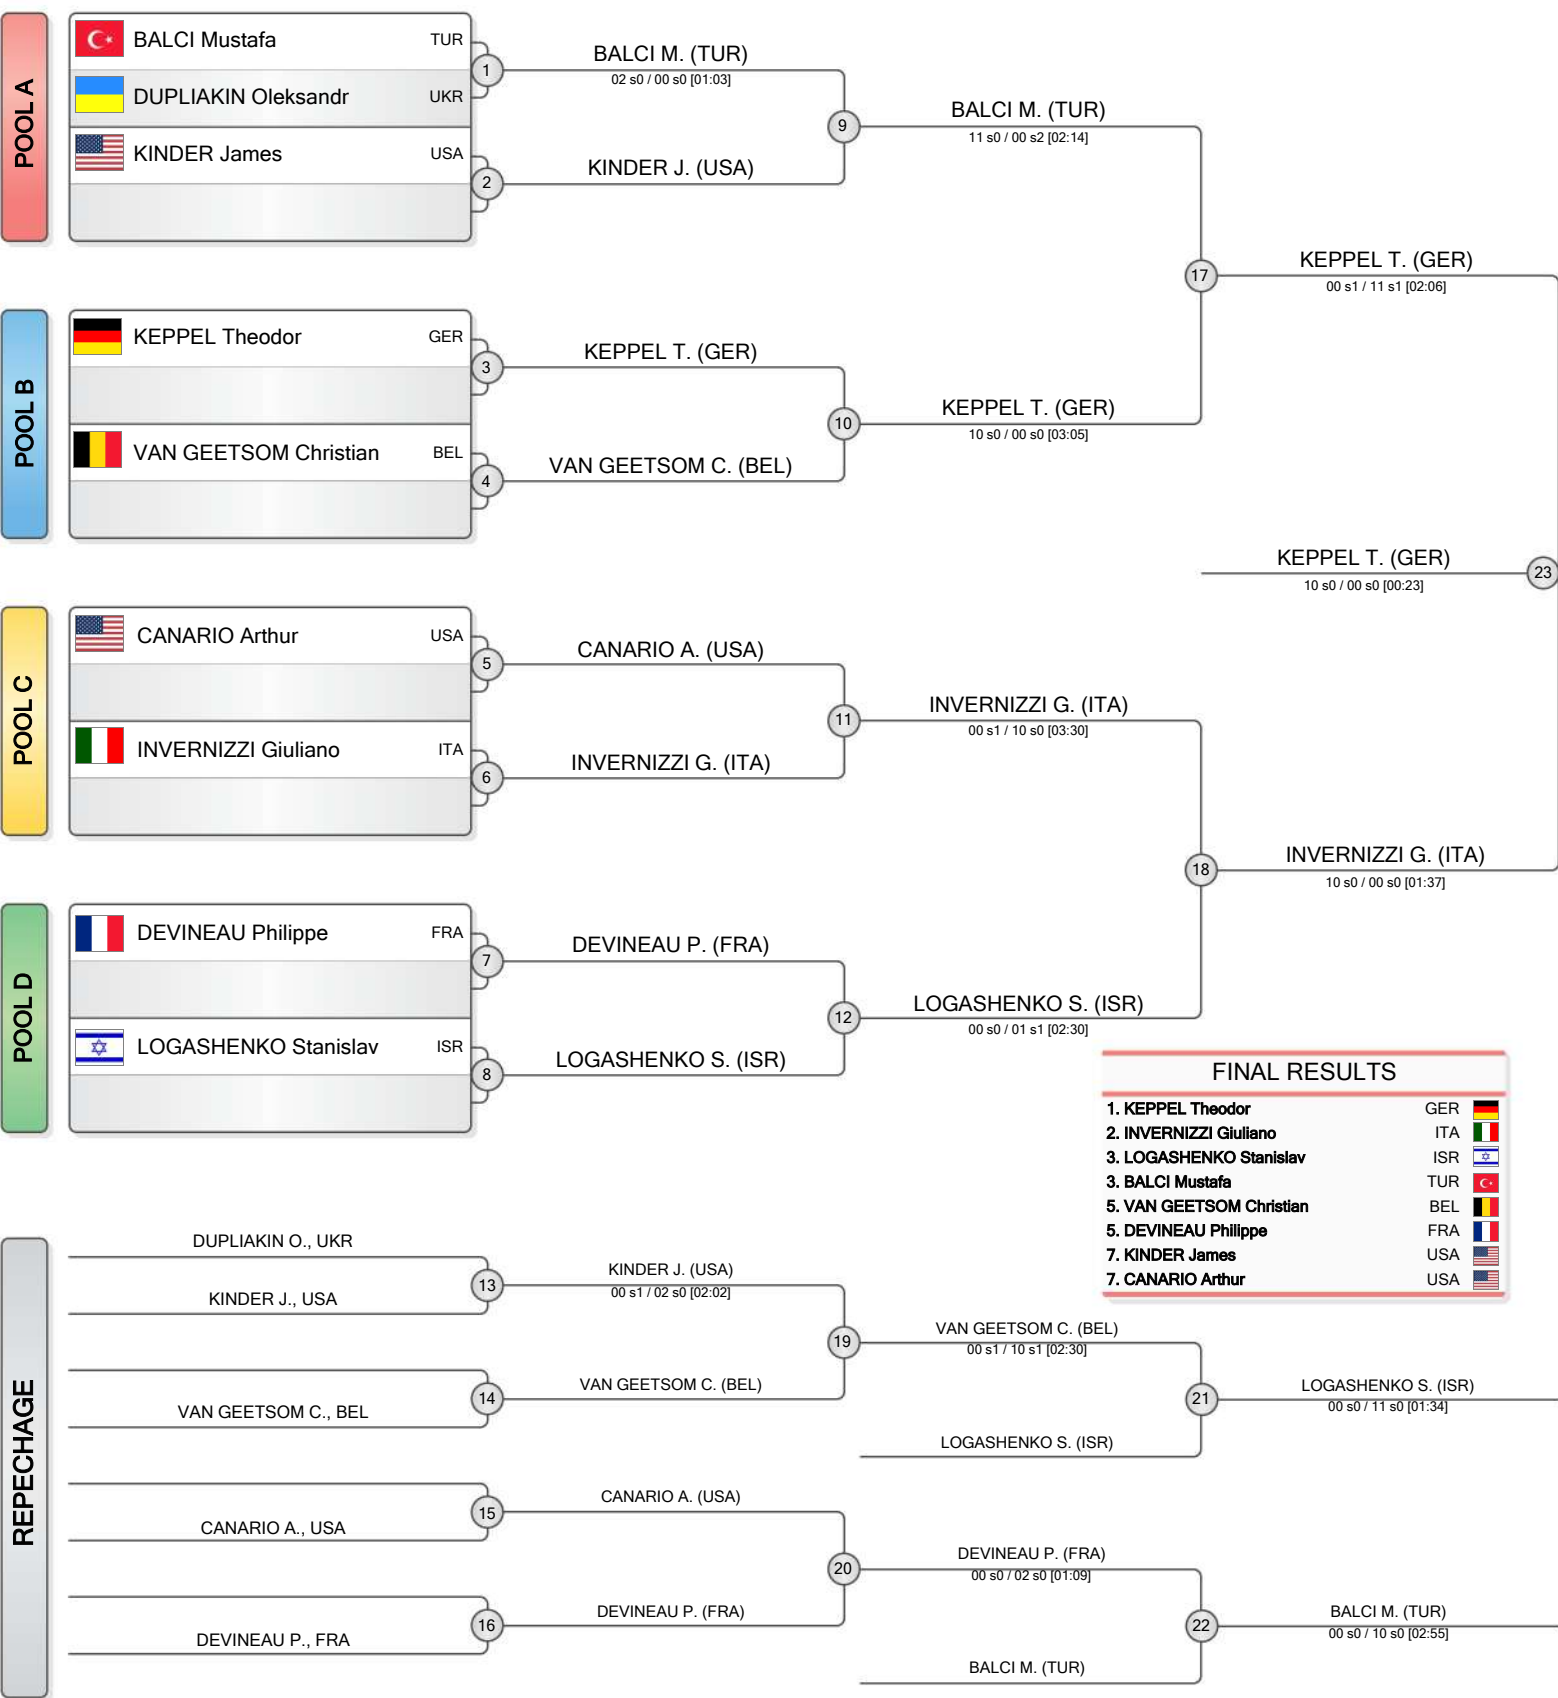 POOL A
BALCI Mustafa TUR
DUPLIAKIN Oleksandr UKR
KINDER James USA
1
2
BALCI M. (TUR)
02 s0 / 00 s0 [01:03]
KINDER J. (USA)
9
BALCI M. (TUR)
11 s0 / 00 s2 [02:14]
POOL B
KEPPEL Theodor GER
VAN GEETSOM Christian BEL
3
4
KEPPEL T. (GER)
VAN GEETSOM C. (BEL)
10
KEPPEL T. (GER)
10 s0 / 00 s0 [03:05]
17
KEPPEL T. (GER)
00 s1 / 11 s1 [02:06]
KEPPEL T. (GER)
10 s0 / 00 s0 [00:23]
23
POOL C
CANARIO Arthur USA
INVERNIZZI Giuliano ITA
5
6
CANARIO A. (USA)
INVERNIZZI G. (ITA)
11
INVERNIZZI G. (ITA)
00 s1 / 10 s0 [03:30]
18
INVERNIZZI G. (ITA)
10 s0 / 00 s0 [01:37]
POOL D
DEVINEAU Philippe FRA
LOGASHENKO Stanislav ISR
7
8
DEVINEAU P. (FRA)
LOGASHENKO S. (ISR)
12
LOGASHENKO S. (ISR)
00 s0 / 01 s1 [02:30]
FINAL RESULTS
1. KEPPEL Theodor GER
2. INVERNIZZI Giuliano ITA
3. LOGASHENKO Stanislav ISR
3. BALCI Mustafa TUR
5. VAN GEETSOM Christian BEL
5. DEVINEAU Philippe FRA
7. KINDER James USA
7. CANARIO Arthur USA
REPECHAGE
DUPLIAKIN O., UKR
KINDER J., USA
13
KINDER J. (USA)
00 s1 / 02 s0 [02:02]
VAN GEETSOM C., BEL
14
VAN GEETSOM C. (BEL)
19
VAN GEETSOM C. (BEL)
00 s1 / 10 s1 [02:30]
LOGASHENKO S. (ISR)
21
LOGASHENKO S. (ISR)
00 s0 / 11 s0 [01:34]
CANARIO A., USA
15
CANARIO A. (USA)
DEVINEAU P., FRA
16
DEVINEAU P. (FRA)
20
DEVINEAU P. (FRA)
00 s0 / 02 s0 [01:09]
BALCI M. (TUR)
22
BALCI M. (TUR)
00 s0 / 10 s0 [02:55]